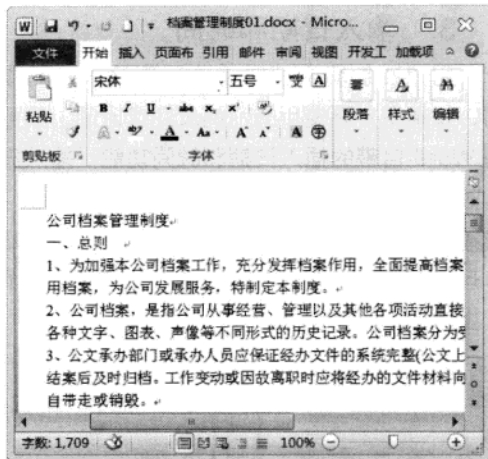 档案管理制度01.docx - Micro...
文件 开始 插入 页面布 引用 邮件 审阅 视图 开发工 加载项
宋体 五号
粘贴 段落 样式 编辑
剪贴板 字体
公司档案管理制度
一、总则
1、为加强本公司档案工作，充分发挥档案作用，全面提高档案
用档案，为公司发展服务，特制定本制度。
2、公司档案，是指公司从事经营、管理以及其他各项活动直接
各种文字、图表、声像等不同形式的历史记录。公司档案分为受
3、公文承办部门或承办人员应保证经办文件的系统完整(公文上
结案后及时归档。工作变动或因故离职时应将经办的文件材料向
自带走或销毁。
字数: 1,709 100%